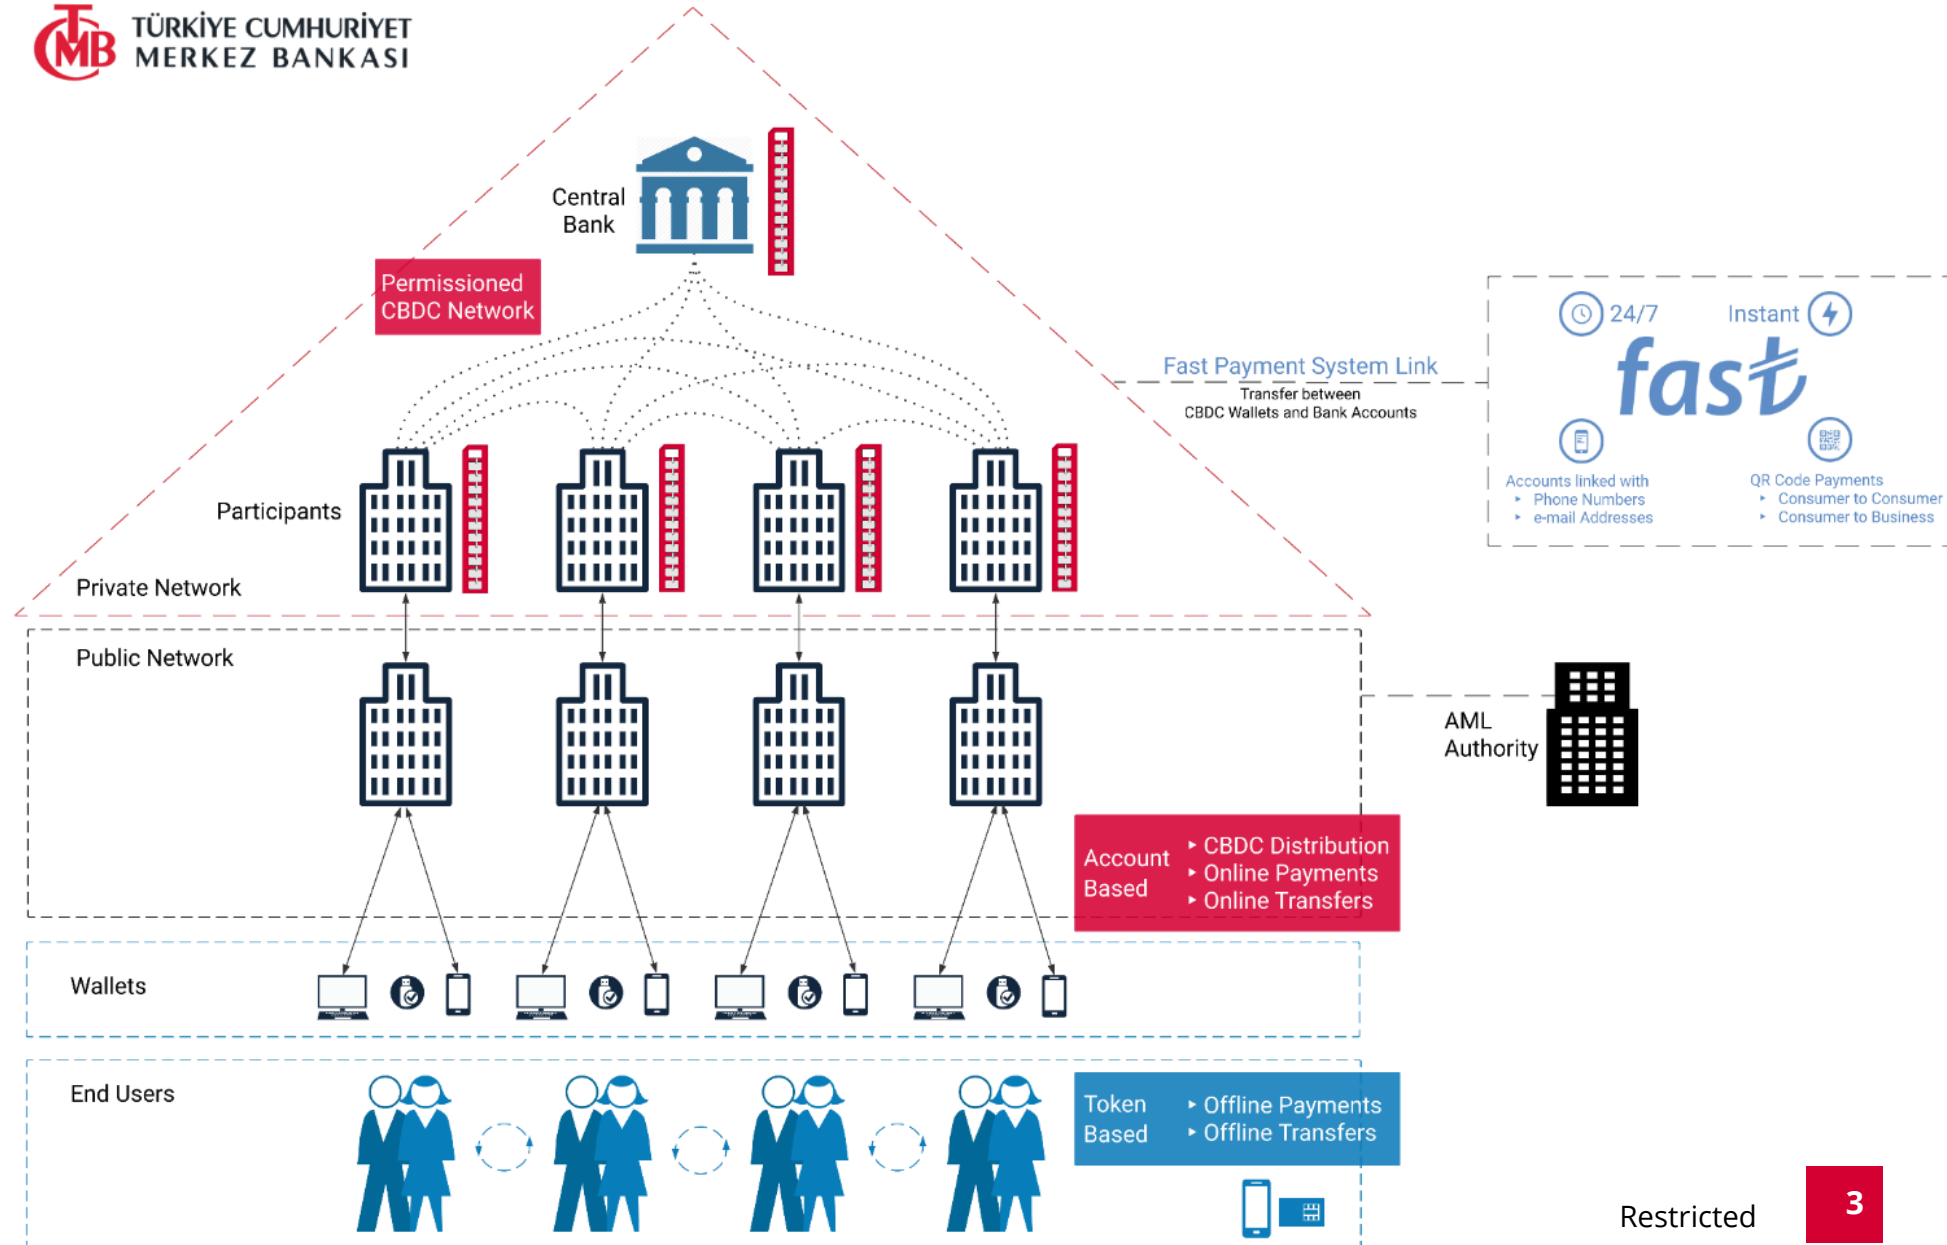 TÜRKİYE CUMHURİYET
MERKEZ BANKASI
Central
Bank
Permissioned
CBDC Network
Participants
Private Network
Fast Payment System Link
Transfer between
CBDC Wallets and Bank Accounts
24/7
Instant
fast
Accounts linked with
‣ Phone Numbers
‣ e-mail Addresses
QR Code Payments
‣ Consumer to Consumer
‣ Consumer to Business
Public Network
AML
Authority
Account
Based
‣ CBDC Distribution
‣ Online Payments
‣ Online Transfers
Wallets
End Users
Token
Based
‣ Offline Payments
‣ Offline Transfers
Restricted
3